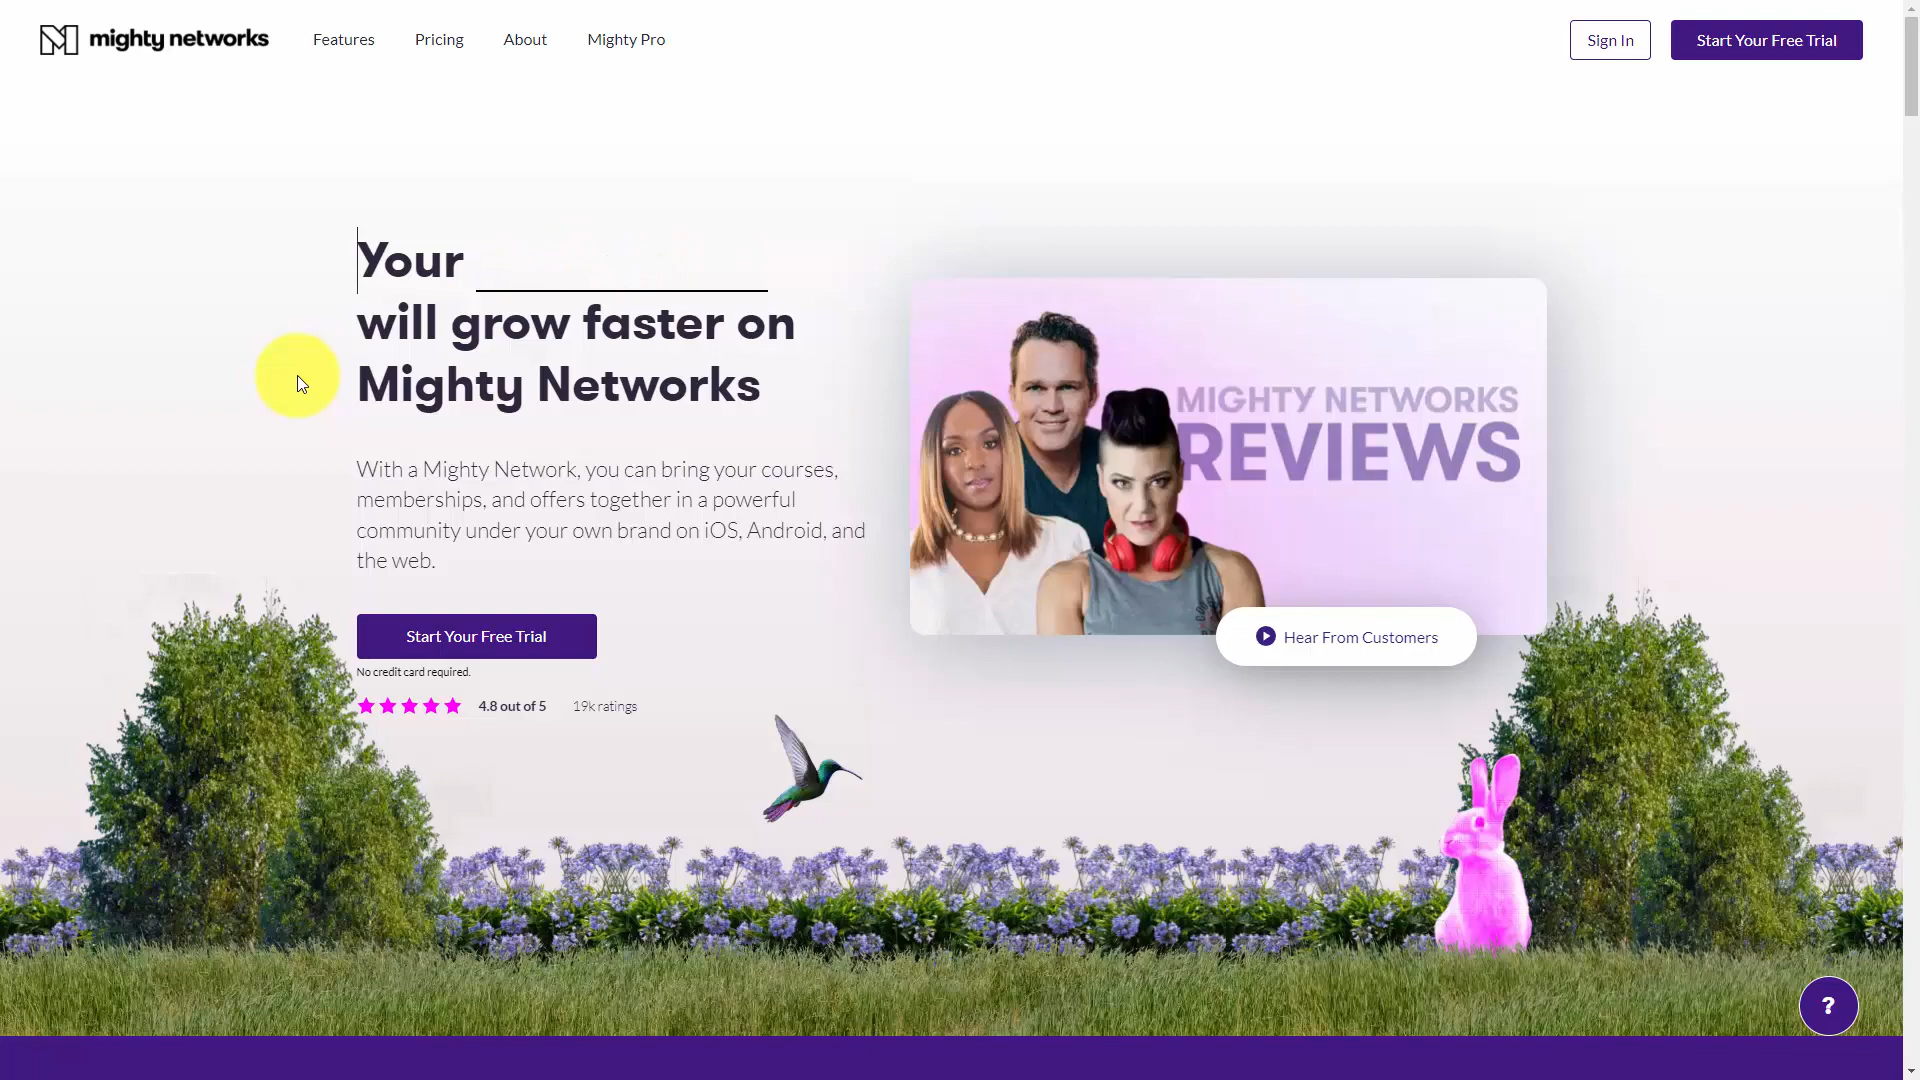 mighty networks
Features
Pricing
About
Mighty Pro
Sign In
Start Your Free Trial
Your
will grow faster on
Mighty Networks
With a Mighty Network, you can bring your courses,
memberships, and offers together in a powerful
community under your own brand on iOS, Android, and
the web.
Start Your Free Trial
No credit card required.
4.8 out of 5
19k ratings
MIGHTY NETWORKS
REVIEWS
Hear From Customers
?